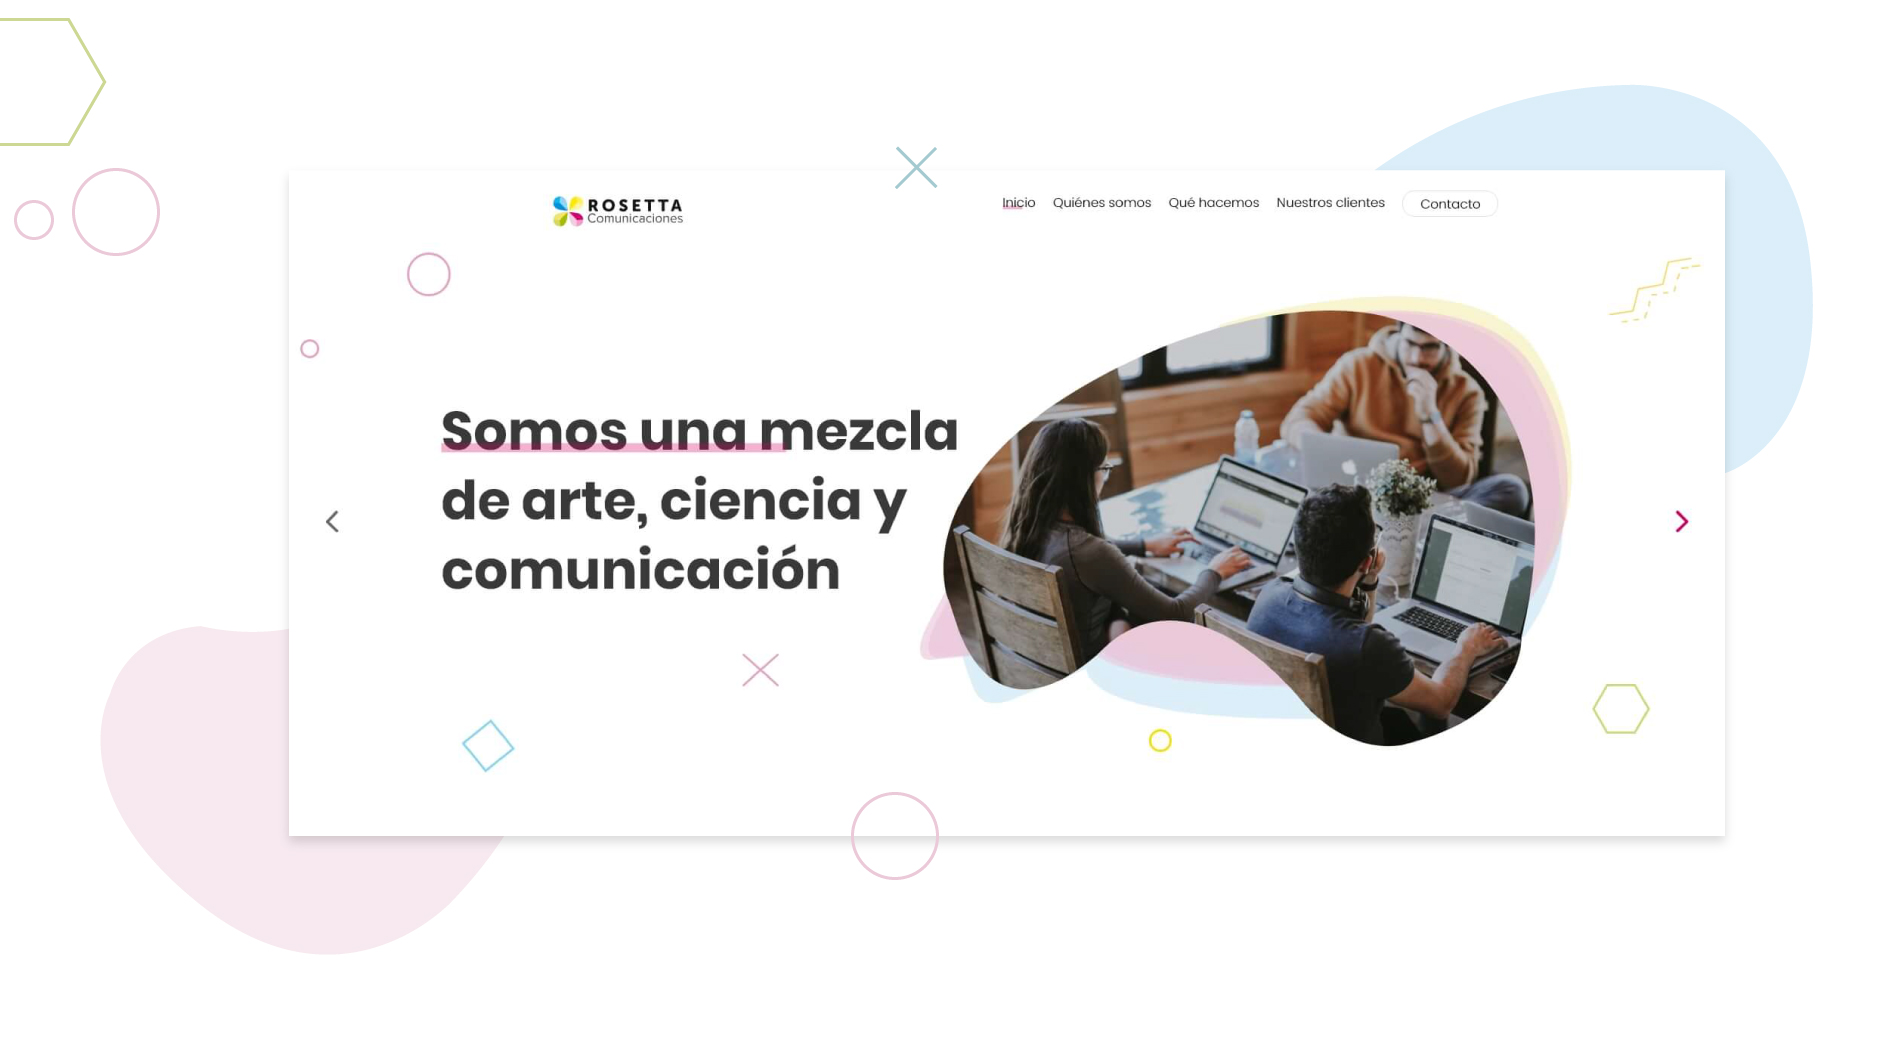 ROSETTA
Comunicaciones
Inicio Quiénes somos Qué hacemos Nuestros clientes Contacto
Somos una mezcla
de arte, ciencia y
comunicación